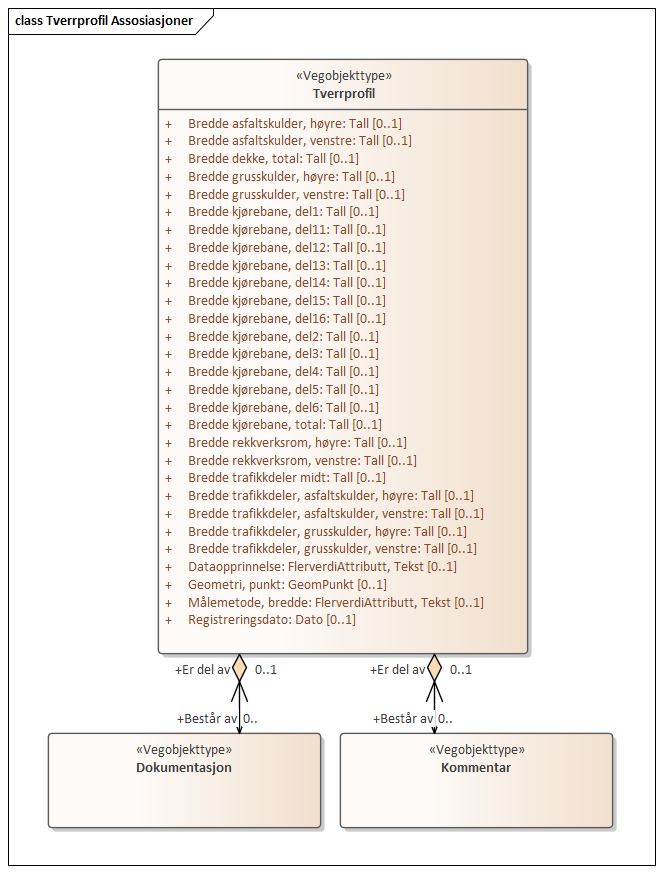 class Tverrprofil Assosiasjoner
«Vegobjekttype»
Tverrprofil
+ Bredde asfaltskulder, høyre: Tall [0..1]
+ Bredde asfaltskulder, venstre: Tall [0..1]
+ Bredde dekke, total: Tall [0..1]
+ Bredde grusskulder, høyre: Tall [0..1]
+ Bredde grusskulder, venstre: Tall [0..1]
+ Bredde kjørebane, del1: Tall [0..1]
+ Bredde kjørebane, del11: Tall [0..1]
+ Bredde kjørebane, del12: Tall [0..1]
+ Bredde kjørebane, del13: Tall [0..1]
+ Bredde kjørebane, del14: Tall [0..1]
+ Bredde kjørebane, del15: Tall [0..1]
+ Bredde kjørebane, del16: Tall [0..1]
+ Bredde kjørebane, del2: Tall [0..1]
+ Bredde kjørebane, del3: Tall [0..1]
+ Bredde kjørebane, del4: Tall [0..1]
+ Bredde kjørebane, del5: Tall [0..1]
+ Bredde kjørebane, del6: Tall [0..1]
+ Bredde kjørebane, total: Tall [0..1]
+ Bredde rekkverksrom, høyre: Tall [0..1]
+ Bredde rekkverksrom, venstre: Tall [0..1]
+ Bredde trafikkdeler midt: Tall [0..1]
+ Bredde trafikkdeler, asfaltskulder, høyre: Tall [0..1]
+ Bredde trafikkdeler, asfaltskulder, venstre: Tall [0..1]
+ Bredde trafikkdeler, grusskulder, høyre: Tall [0..1]
+ Bredde trafikkdeler, grusskulder, venstre: Tall [0..1]
+ Dataopprinnelse: FlerverdiAttributt, Tekst [0..1]
+ Geometri, punkt: GeomPunkt [0..1]
+ Målemetode, bredde: FlerverdiAttributt, Tekst [0..1]
+ Registreringsdato: Dato [0..1]
+Er del av 0..1 +Er del av 0..1
+Består av 0.. +Består av 0..
«Vegobjekttype»
Dokumentasjon
«Vegobjekttype»
Kommentar